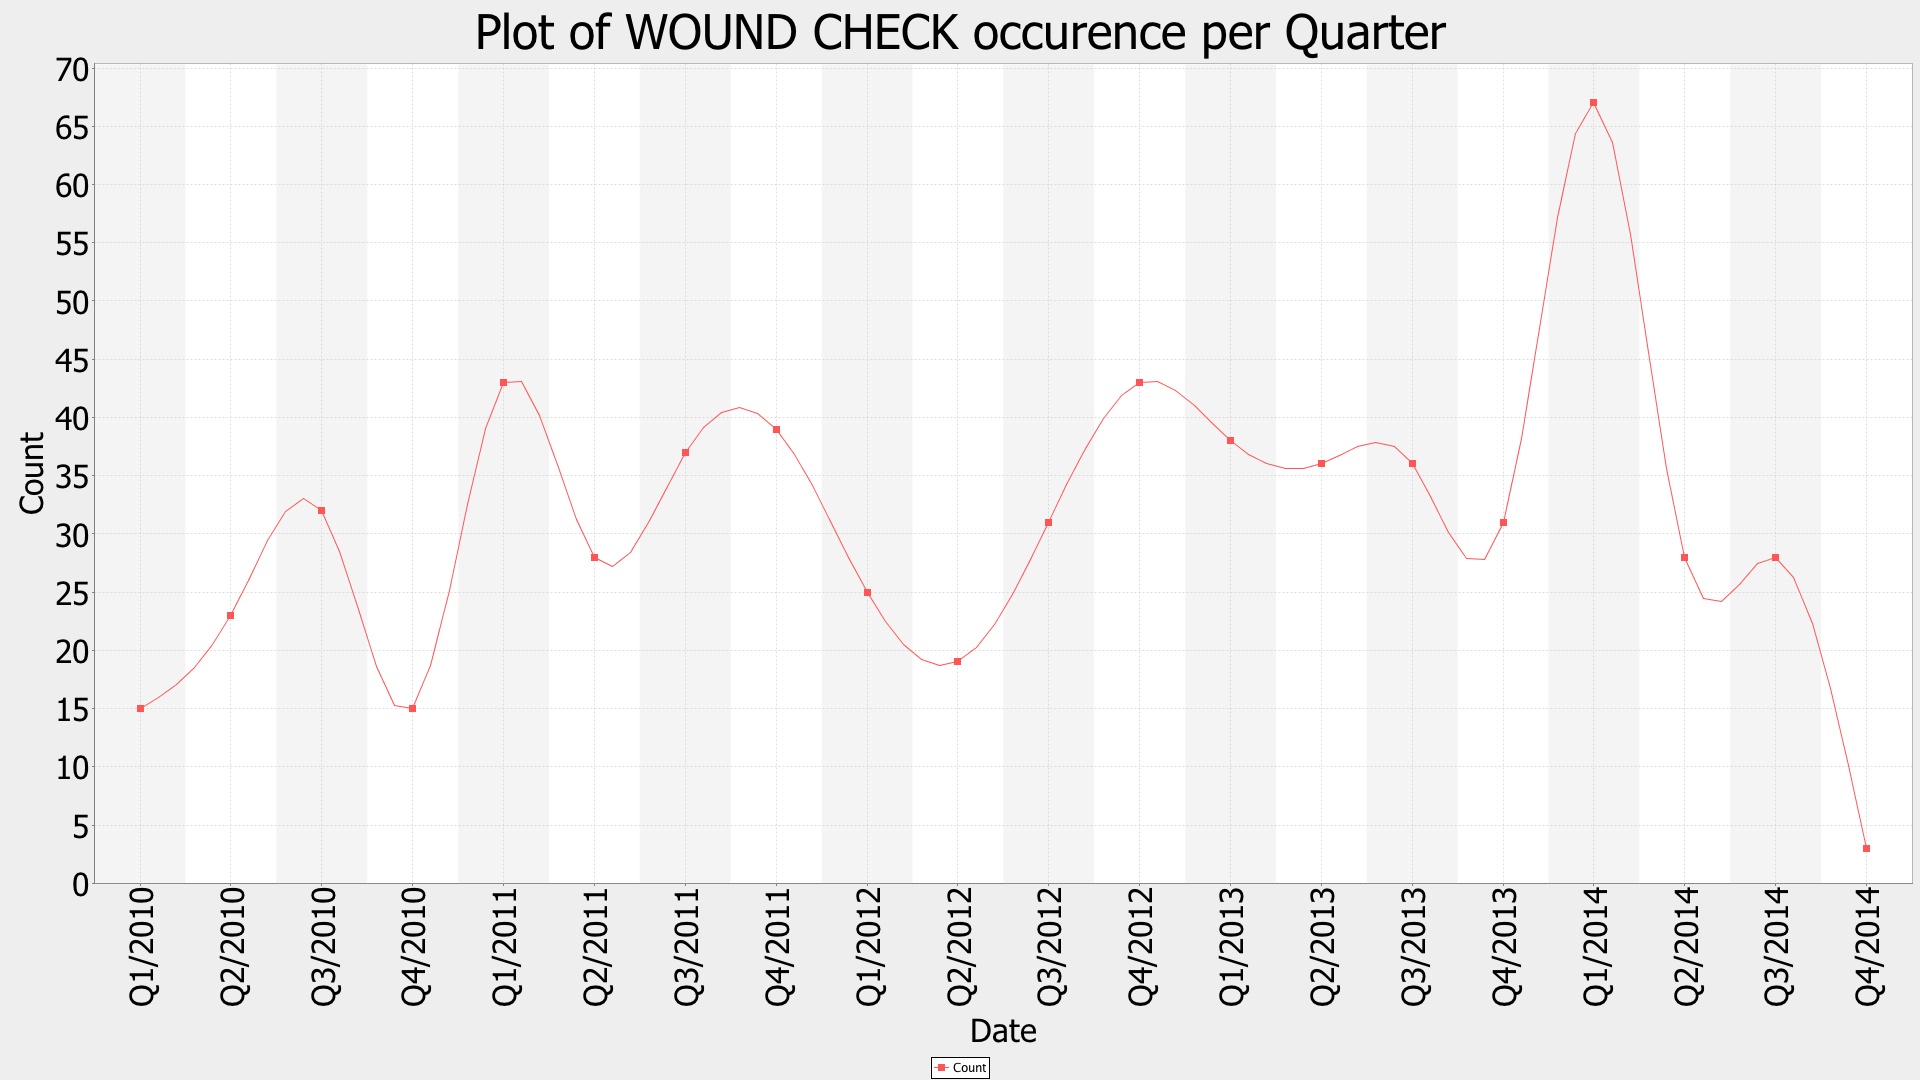 Plot of WOUND CHECK occurence per Quarter
70
65
60
55
50
45
40
35
30
25
20
15
10
5
0
Count
Q1/2010
Q2/2010
Q3/2010
Q4/2010
Q1/2011
Q2/2011
Q3/2011
Q4/2011
Q1/2012
Q2/2012
Q3/2012
Q4/2012
Q1/2013
Q2/2013
Q3/2013
Q4/2013
Q1/2014
Q2/2014
Q3/2014
Q4/2014
Date
Count